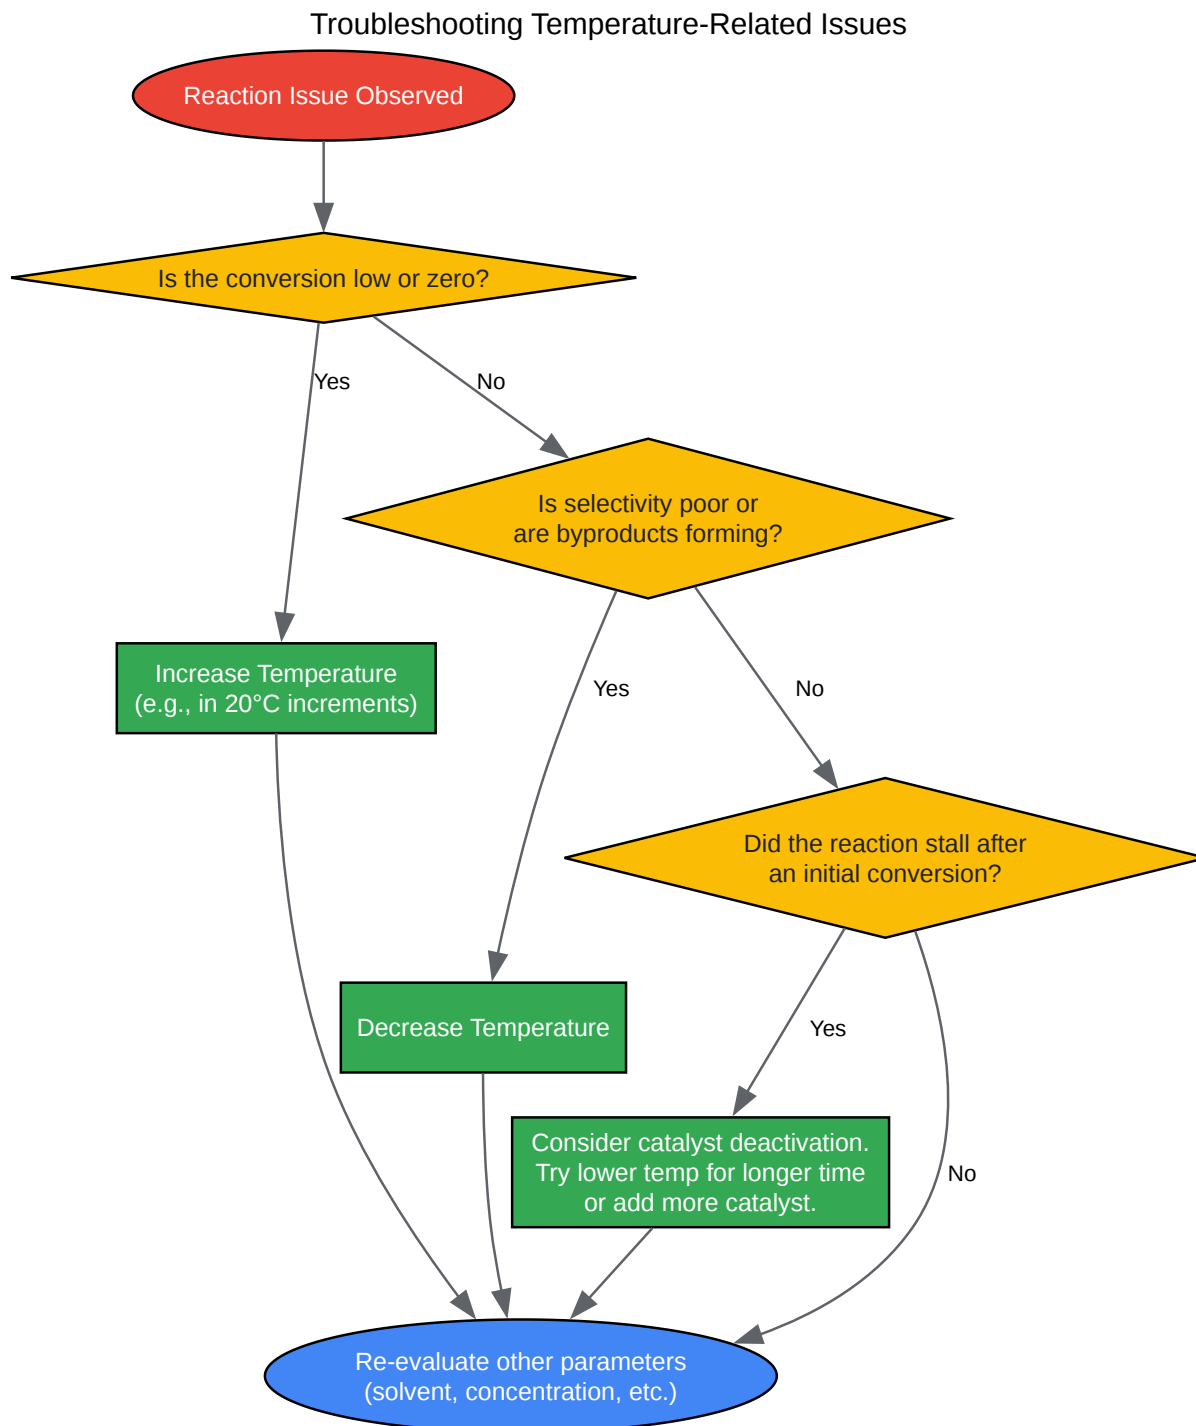 Troubleshooting Temperature-Related Issues
Reaction Issue Observed
Is the conversion low or zero?
Yes
No
Is selectivity poor or
are byproducts forming?
Increase Temperature
(e.g., in 20°C increments)
Yes
No
Did the reaction stall after
an initial conversion?
Decrease Temperature
Yes
Consider catalyst deactivation.
Try lower temp for longer time
or add more catalyst.
No
Re-evaluate other parameters
(solvent, concentration, etc.)